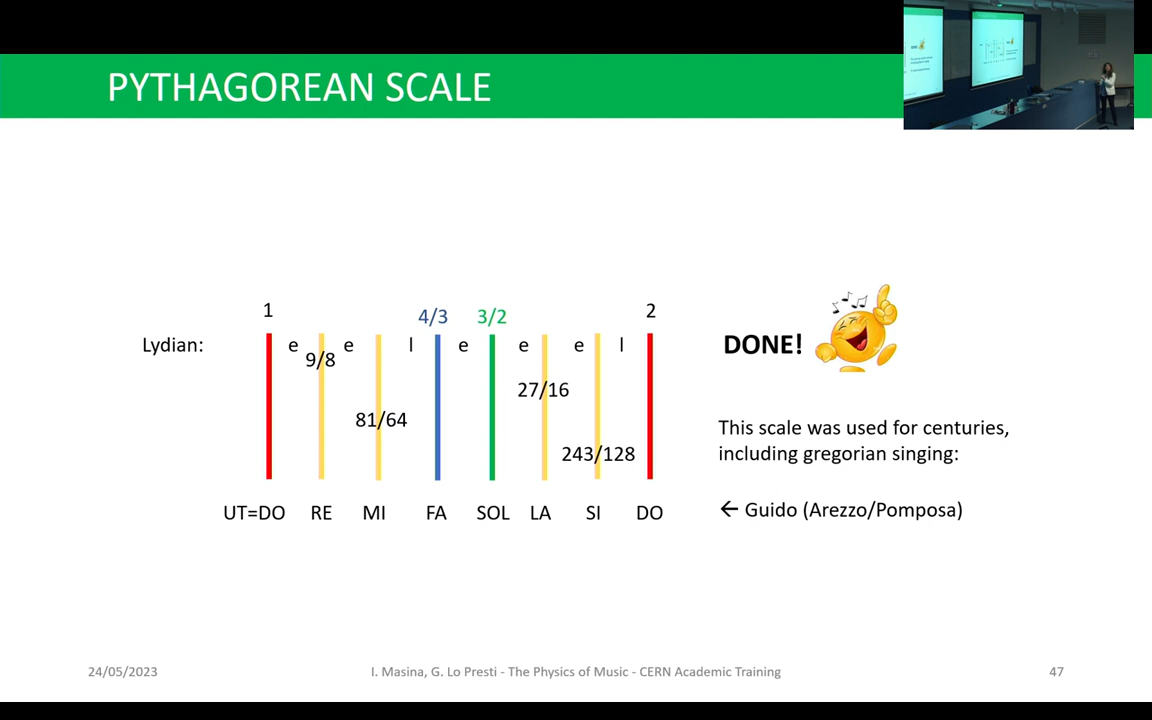 PYTHAGOREAN SCALE
1 4/3 3/2 2
Lydian: e e l e e e l
9/8
27/16
81/64
243/128
UT=DO RE MI FA SOL LA SI DO
DONE!
This scale was used for centuries,
including gregorian singing:
← Guido (Arezzo/Pomposa)
24/05/2023 I. Masina, G. Lo Presti - The Physics of Music - CERN Academic Training 47